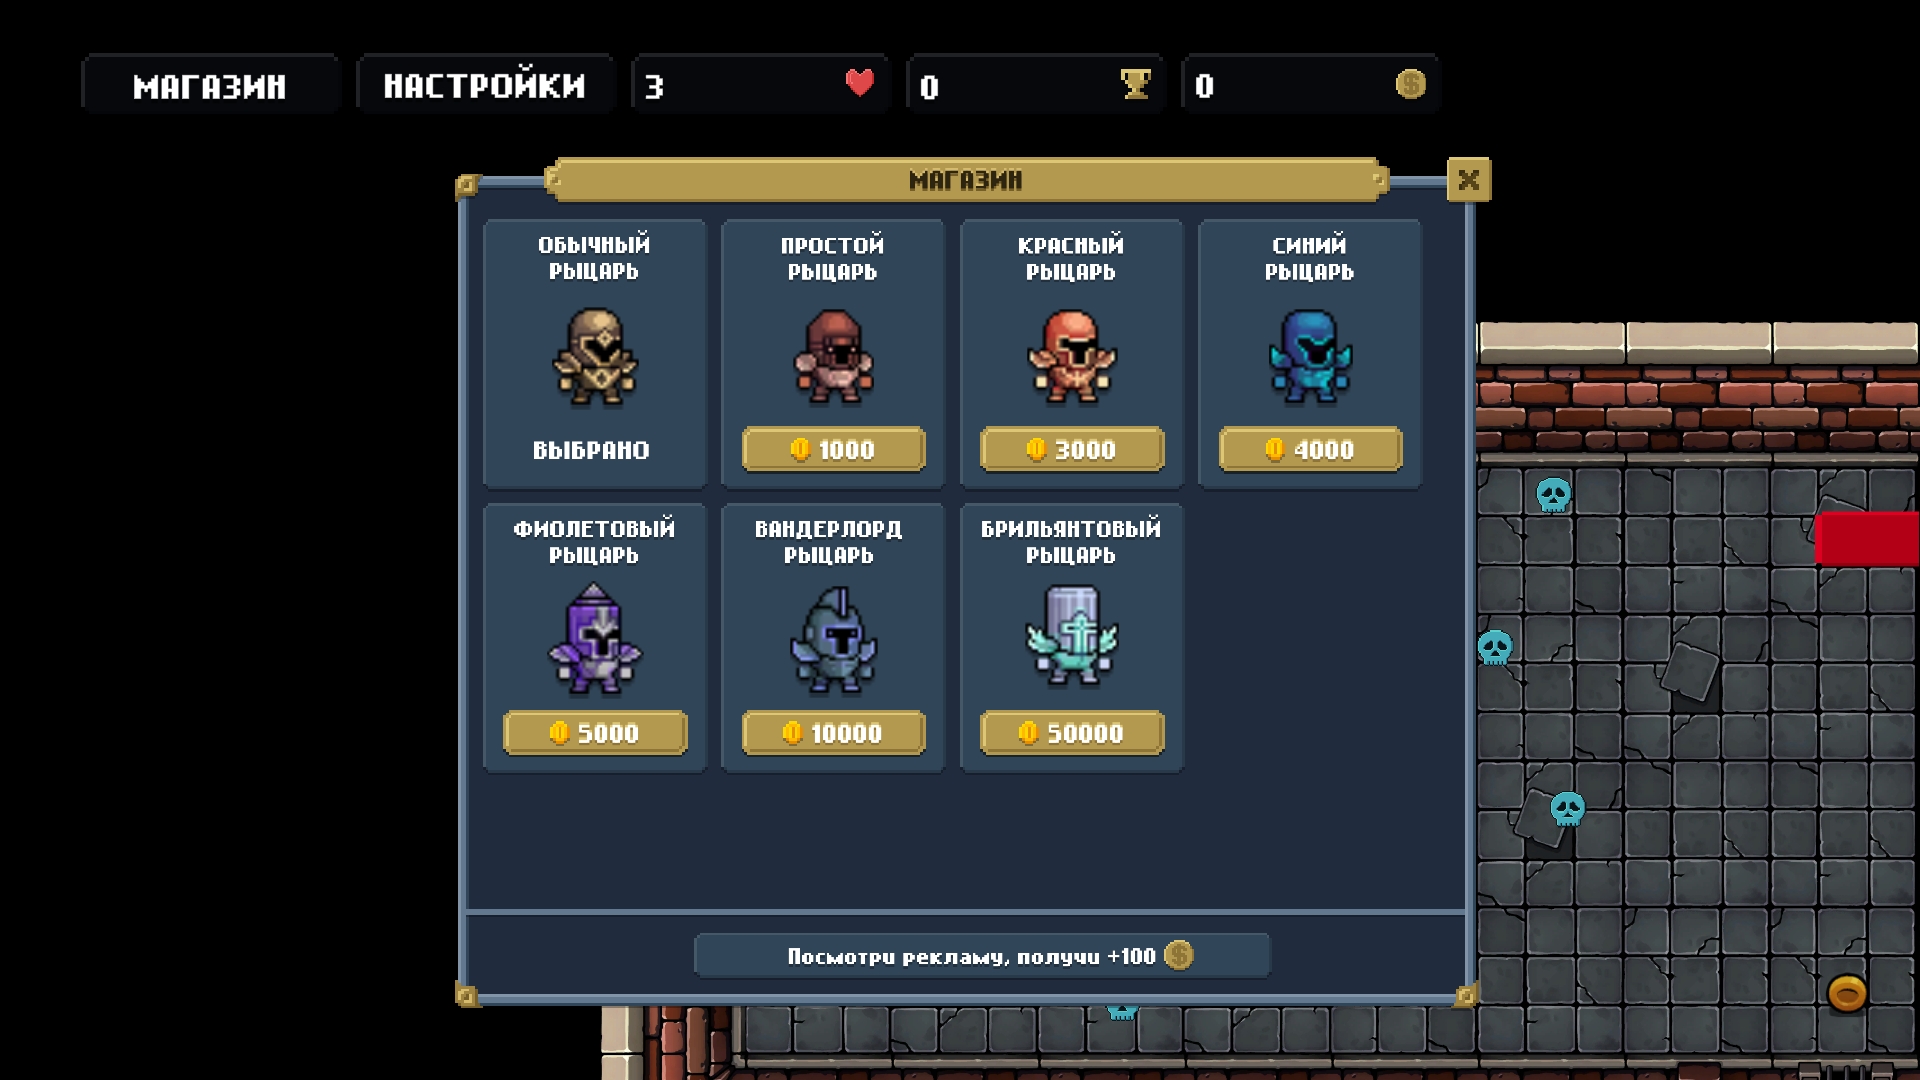 МАГАЗИН
НАСТРОЙКИ
3
0
0
МАГАЗИН
ОБЫЧНЫЙ
РЫЦАРЬ
ВЫБРАНО
ПРОСТОЙ
РЫЦАРЬ
1000
КРАСНЫЙ
РЫЦАРЬ
3000
СИНИЙ
РЫЦАРЬ
4000
ФИОЛЕТОВЫЙ
РЫЦАРЬ
5000
ВАНДЕРЛОРД
РЫЦАРЬ
10000
БРИЛЬЯНТОВЫЙ
РЫЦАРЬ
50000
Посмотри рекламу, получи +100